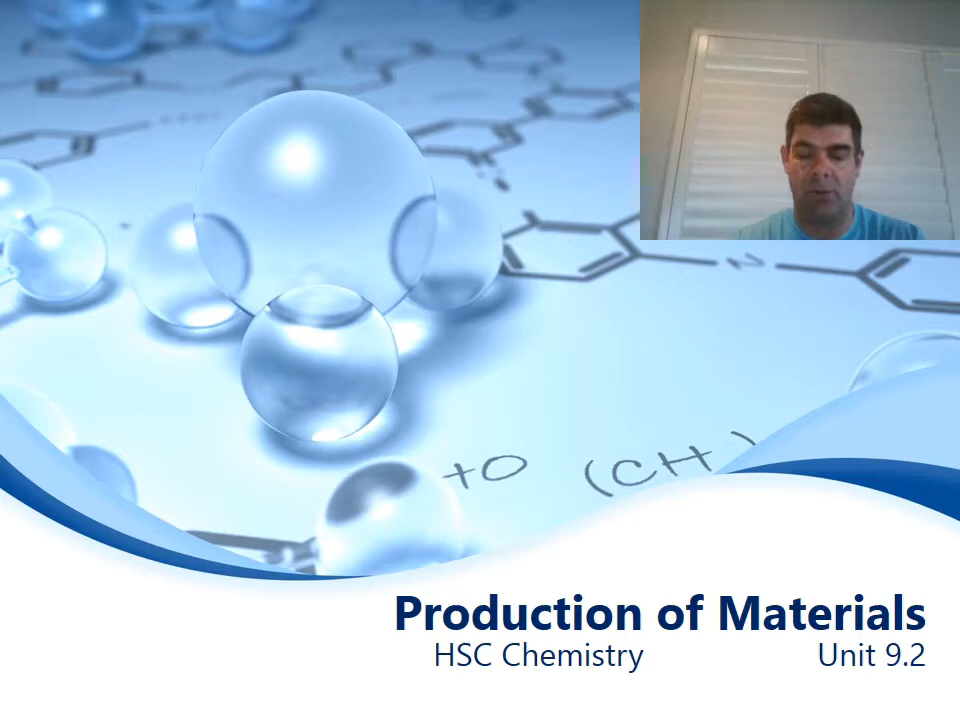 N
+O (CH )
Production of Materials
HSC Chemistry Unit 9.2